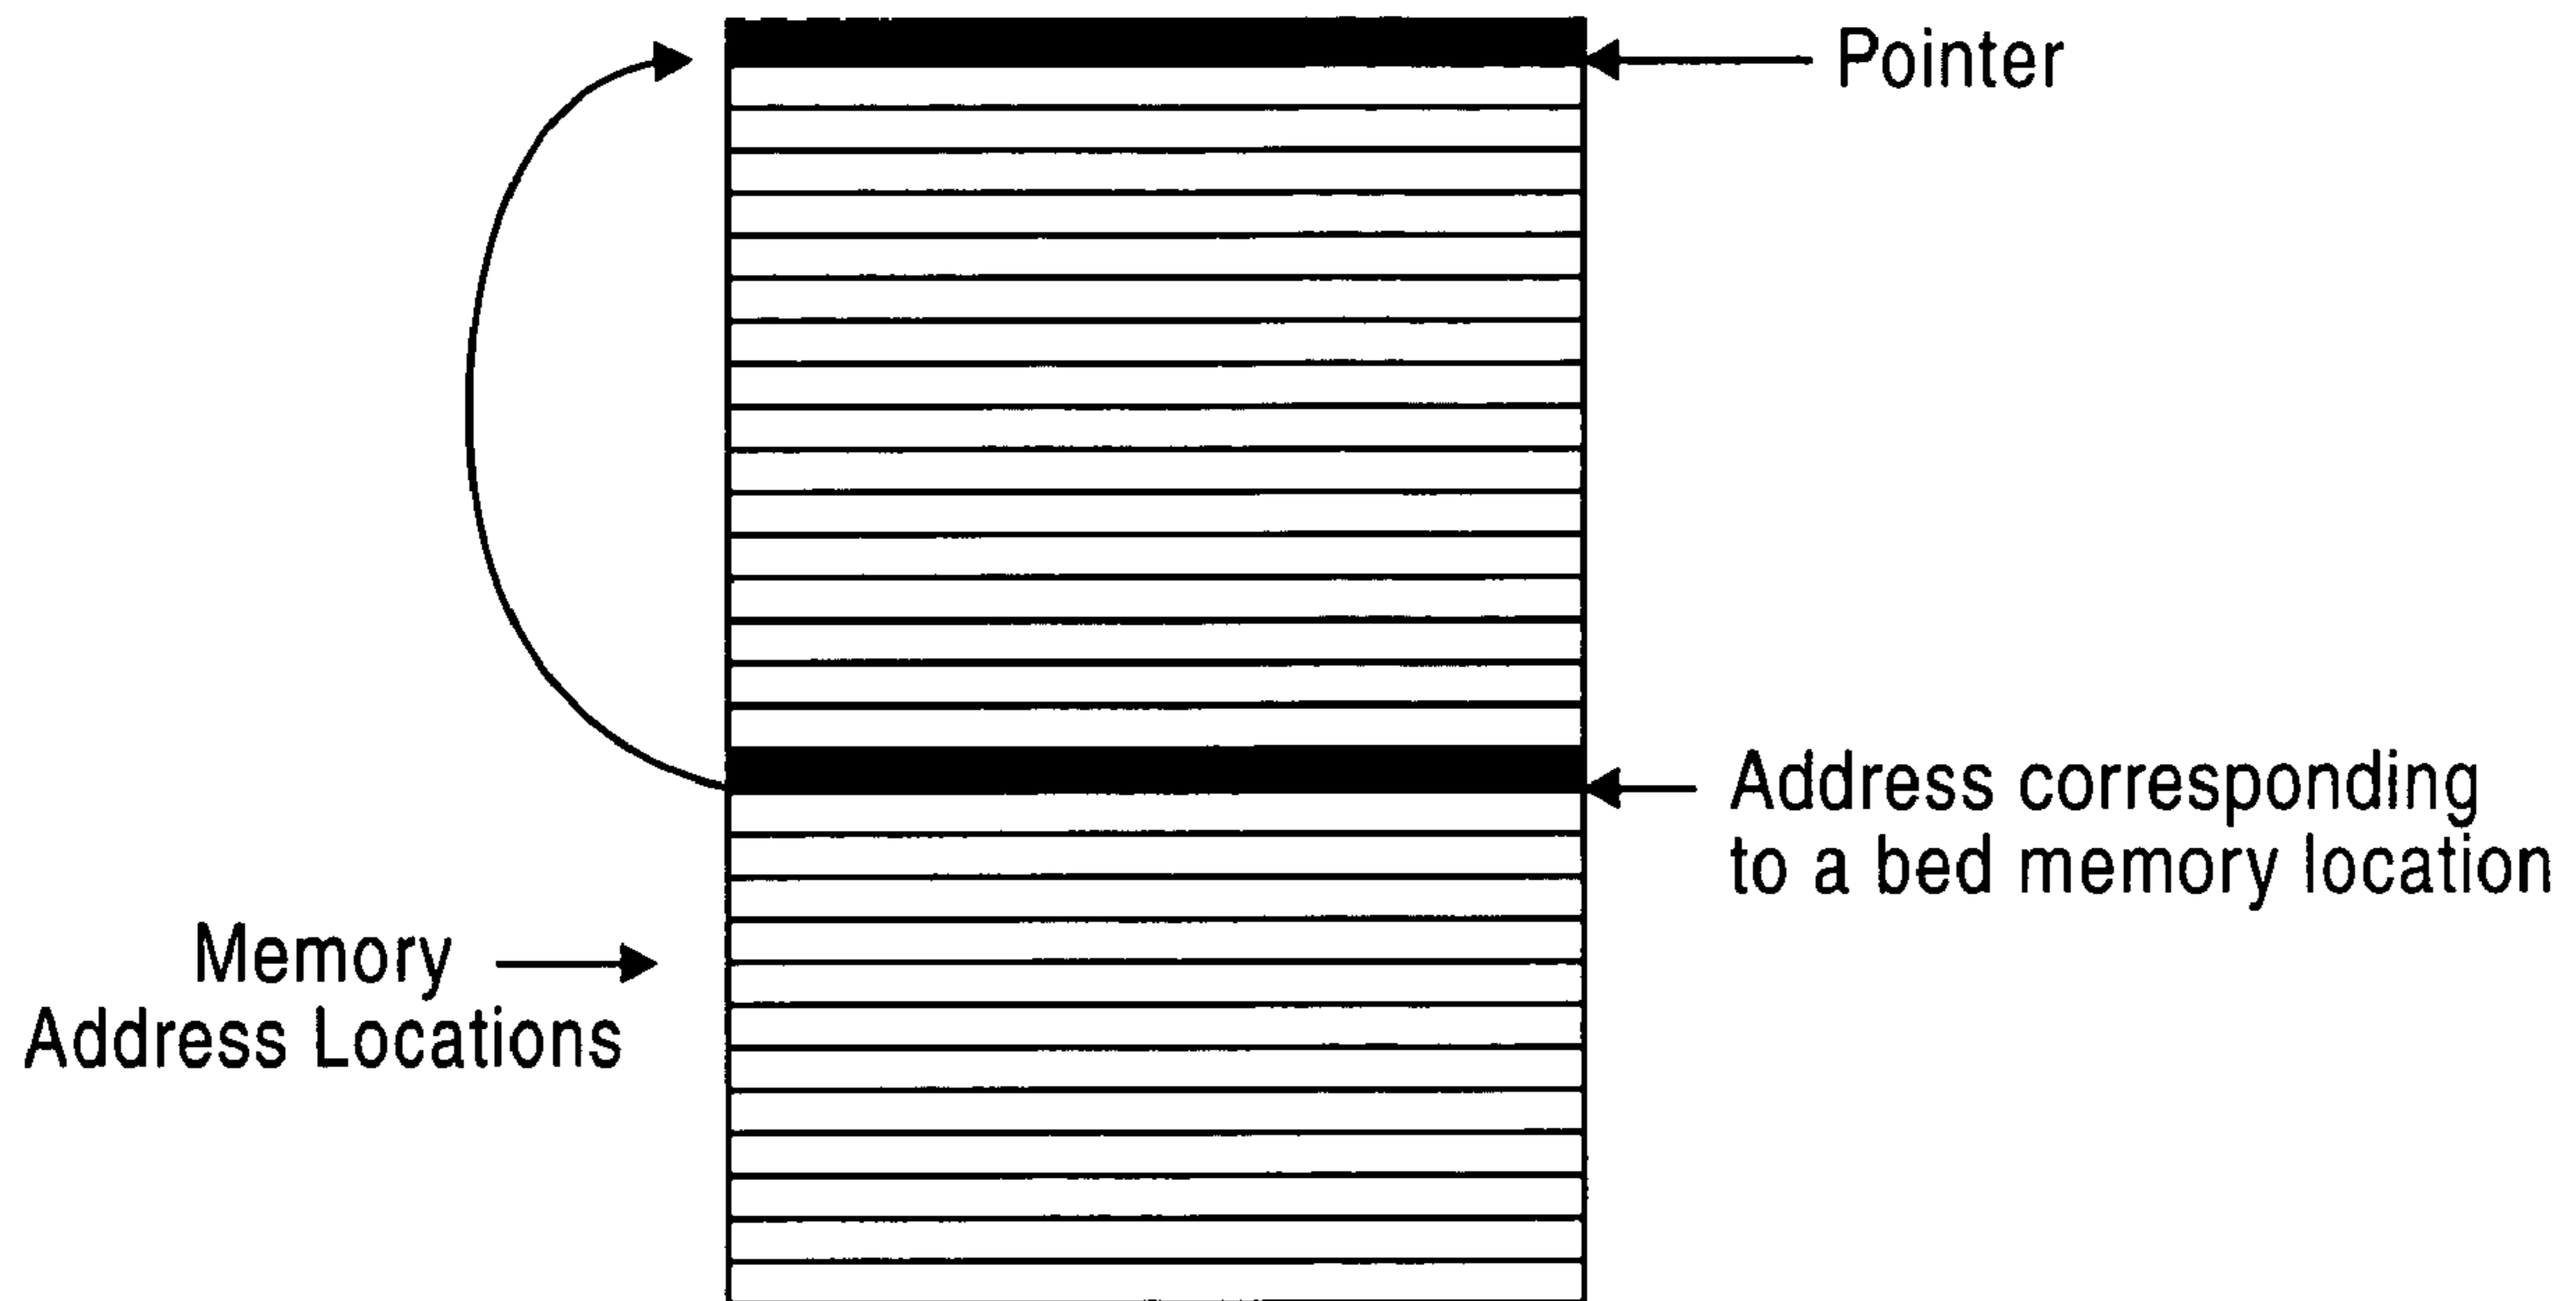 Pointer
Address corresponding
to a bed memory location
Memory
Address Locations